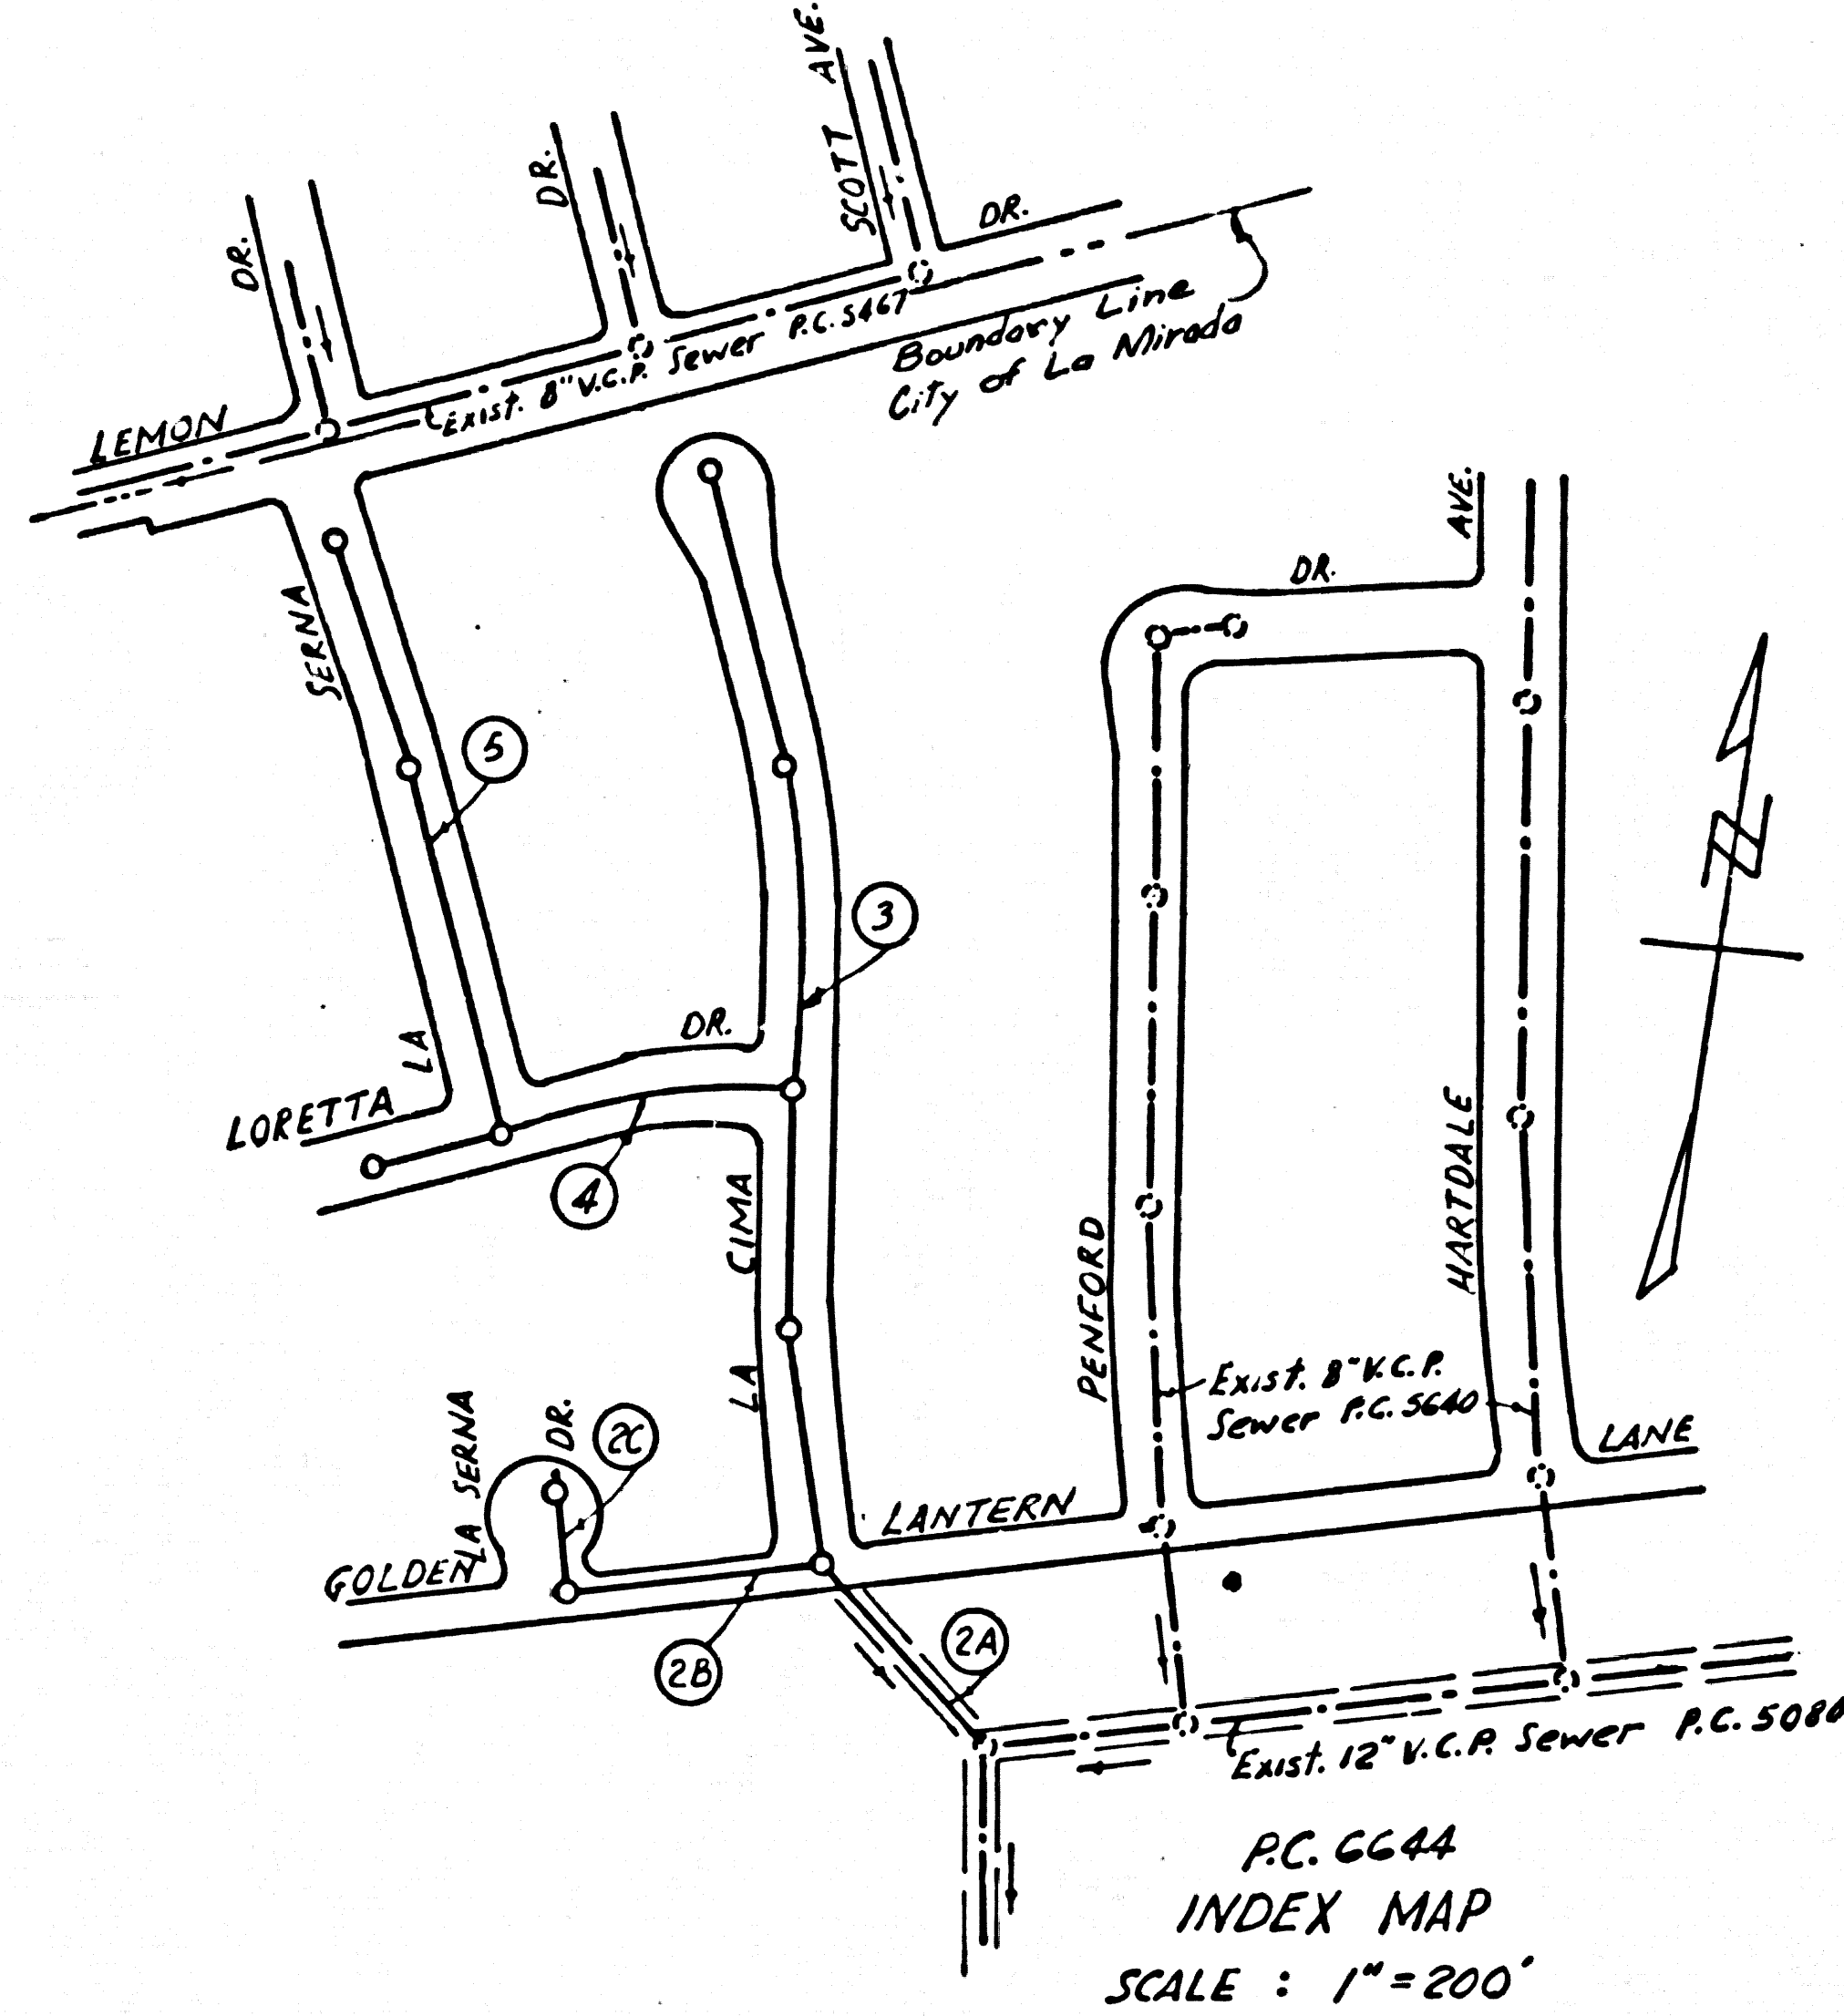 SCOTT AVE.
DR.
DR.
DR.
LEMON
Exist. 8" V.C.P. Sewer P.C. 5467
Boundary Line
City of La Mirada
AVE.
DR.
SERNA
LA
5
3
DR.
LORETTA
4
CIMA
LA
PENFORD
HARTDALE
Exist. 8" V.C.P.
Sewer P.C. 5640
LANE
LANTERN
LA SERNA
DR.
2C
GOLDEN
2B
2A
Exist. 12" V.C.P. Sewer P.C. 508
N
P.C. 6644
INDEX MAP
SCALE : 1" = 200'